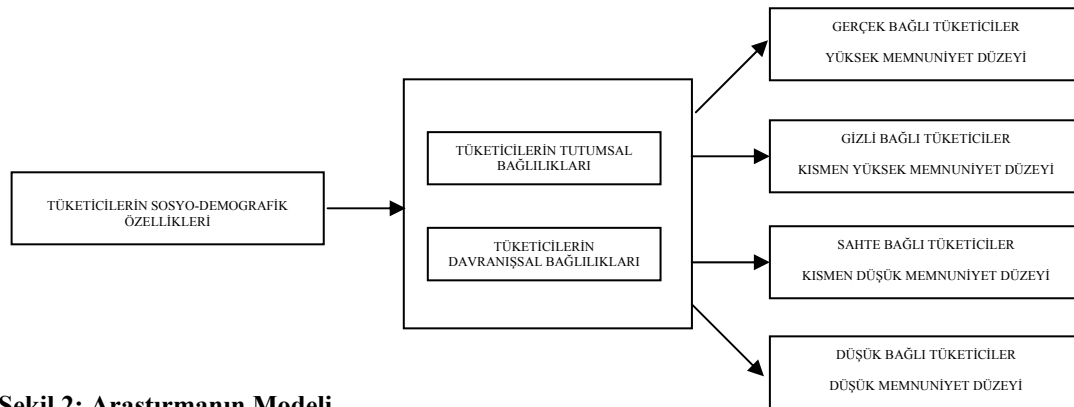 TÜKETİCİLERİN SOSYO-DEMOGRAFİK
ÖZELLİKLERİ
TÜKETİCİLERİN TUTUMSAL
BAĞLILIKLARI
TÜKETİCİLERİN
DAVRANIŞSAL BAĞLILIKLARI
GERÇEK BAĞLI TÜKETİCİLER
YÜKSEK MEMNUNİYET DÜZEYİ
GİZLİ BAĞLI TÜKETİCİLER
KISMEN YÜKSEK MEMNUNİYET DÜZEYİ
SAHTE BAĞLI TÜKETİCİLER
KISMEN DÜŞÜK MEMNUNİYET DÜZEYİ
DÜŞÜK BAĞLI TÜKETİCİLER
DÜŞÜK MEMNUNİYET DÜZEYİ
Şekil 2: Araştırmanın Modeli